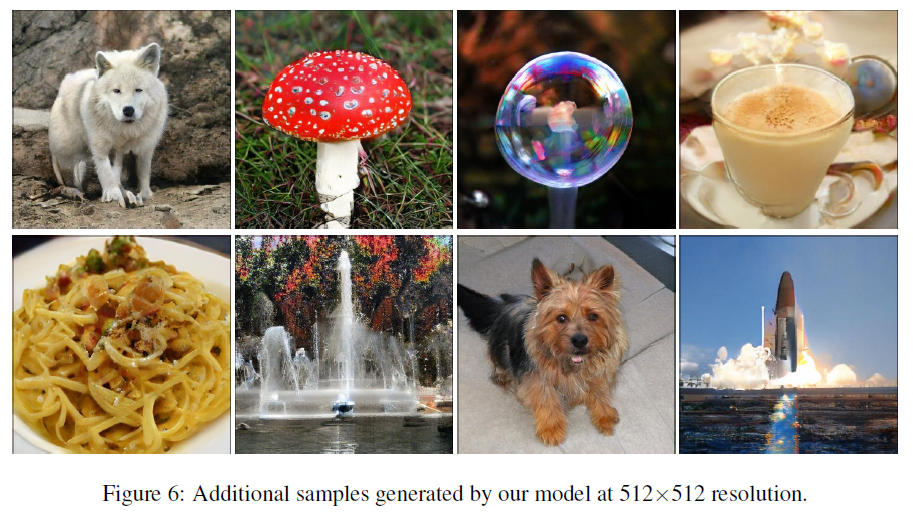 Figure 6: Additional samples generated by our model at 512×512 resolution.